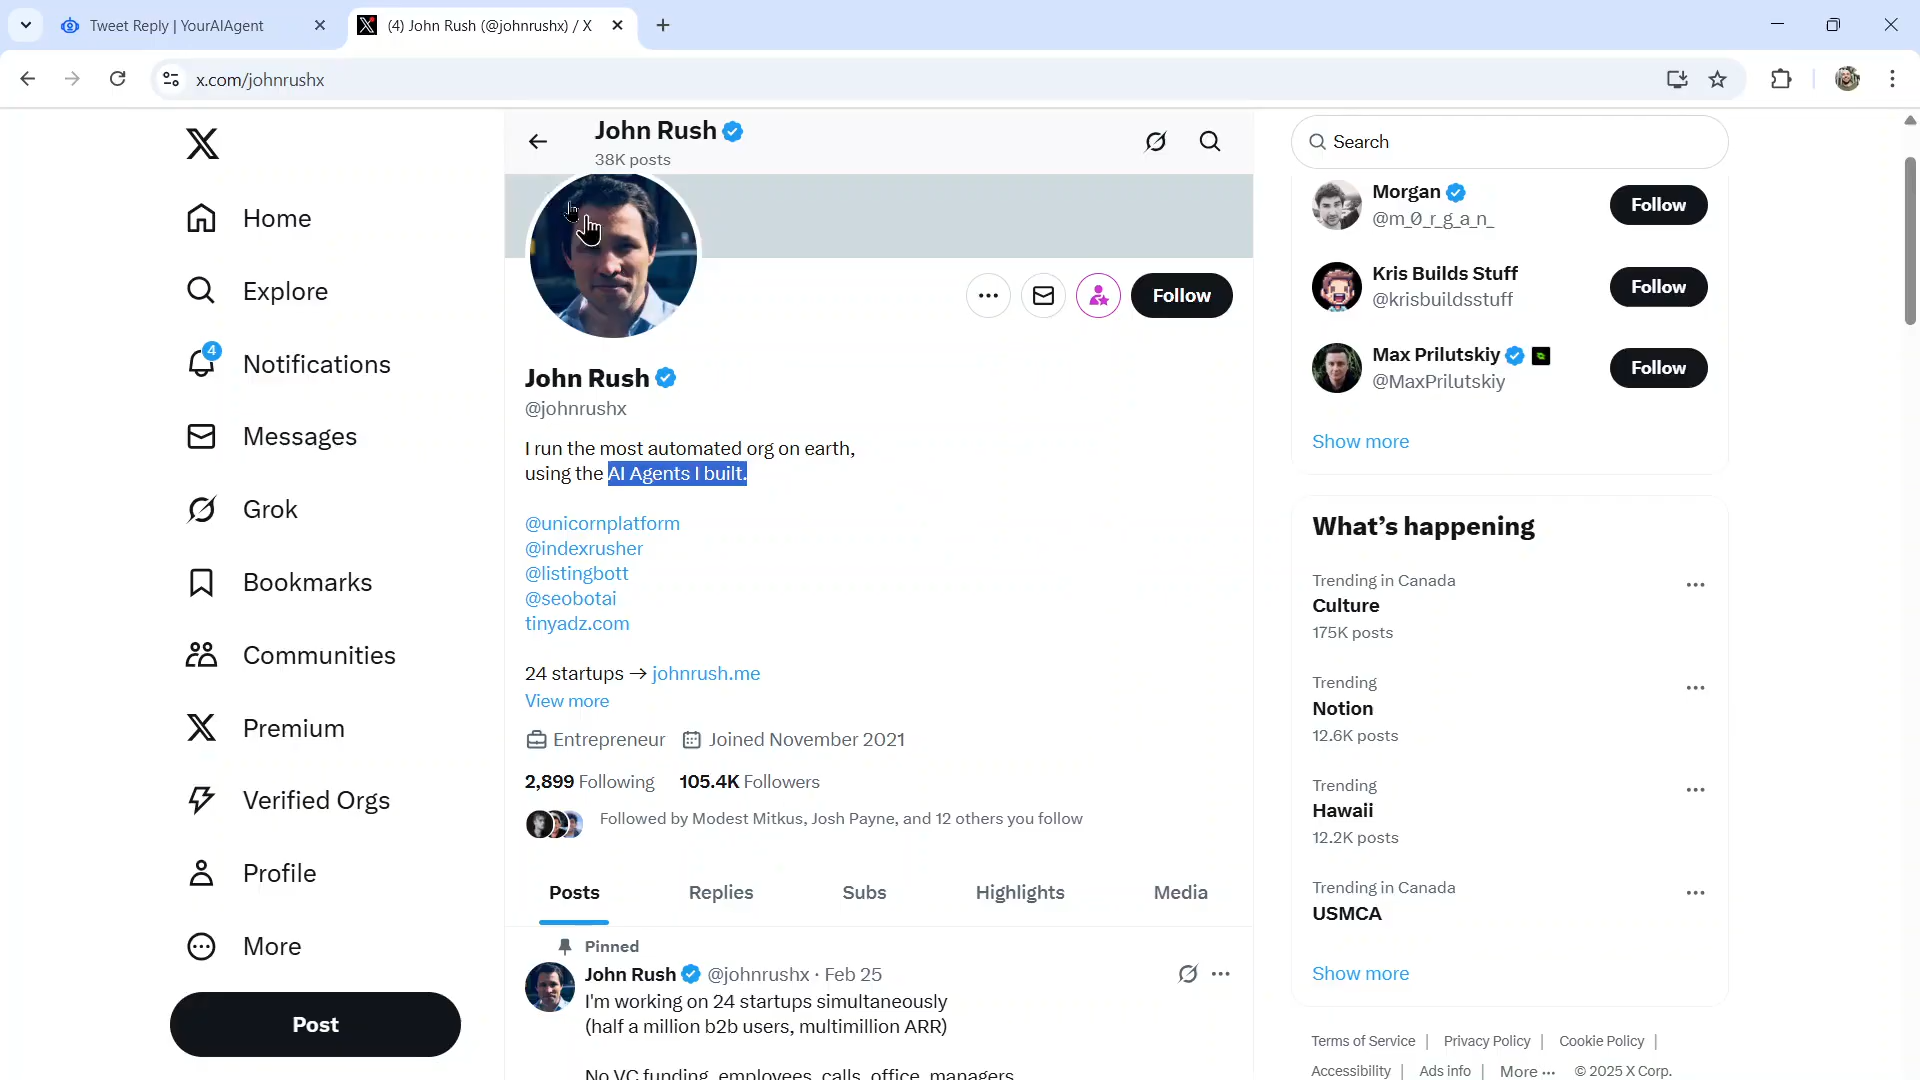 Tweet Reply | YourAIAgent
(4) John Rush (@johnrushx) / X
x.com/johnrushx
Home
Explore
4
Notifications
Messages
Grok
Bookmarks
Communities
Premium
Verified Orgs
Profile
More
Post
John Rush
38K posts
Follow
John Rush
@johnrushx
I run the most automated org on earth,
using the AI Agents I built.
@unicornplatform
@indexrusher
@listingbott
@seobotai
tinyadz.com
24 startups → johnrush.me
View more
Entrepreneur Joined November 2021
2,899 Following 105.4K Followers
Followed by Modest Mitkus, Josh Payne, and 12 others you follow
Posts Replies Subs Highlights Media
Pinned
John Rush @johnrushx · Feb 25
I'm working on 24 startups simultaneously
(half a million b2b users, multimillion ARR)
No VC funding, employees, calls, office, managers
Search
Morgan
@m_0_r_g_a_n_
Follow
Kris Builds Stuff
@krisbuildsstuff
Follow
Max Prilutskiy
@MaxPrilutskiy
Follow
Show more
What's happening
Trending in Canada
Culture
175K posts
Trending
Notion
12.6K posts
Trending
Hawaii
12.2K posts
Trending in Canada
USMCA
Show more
Terms of Service | Privacy Policy | Cookie Policy |
Accessibility | Ads info | More ··· © 2025 X Corp.